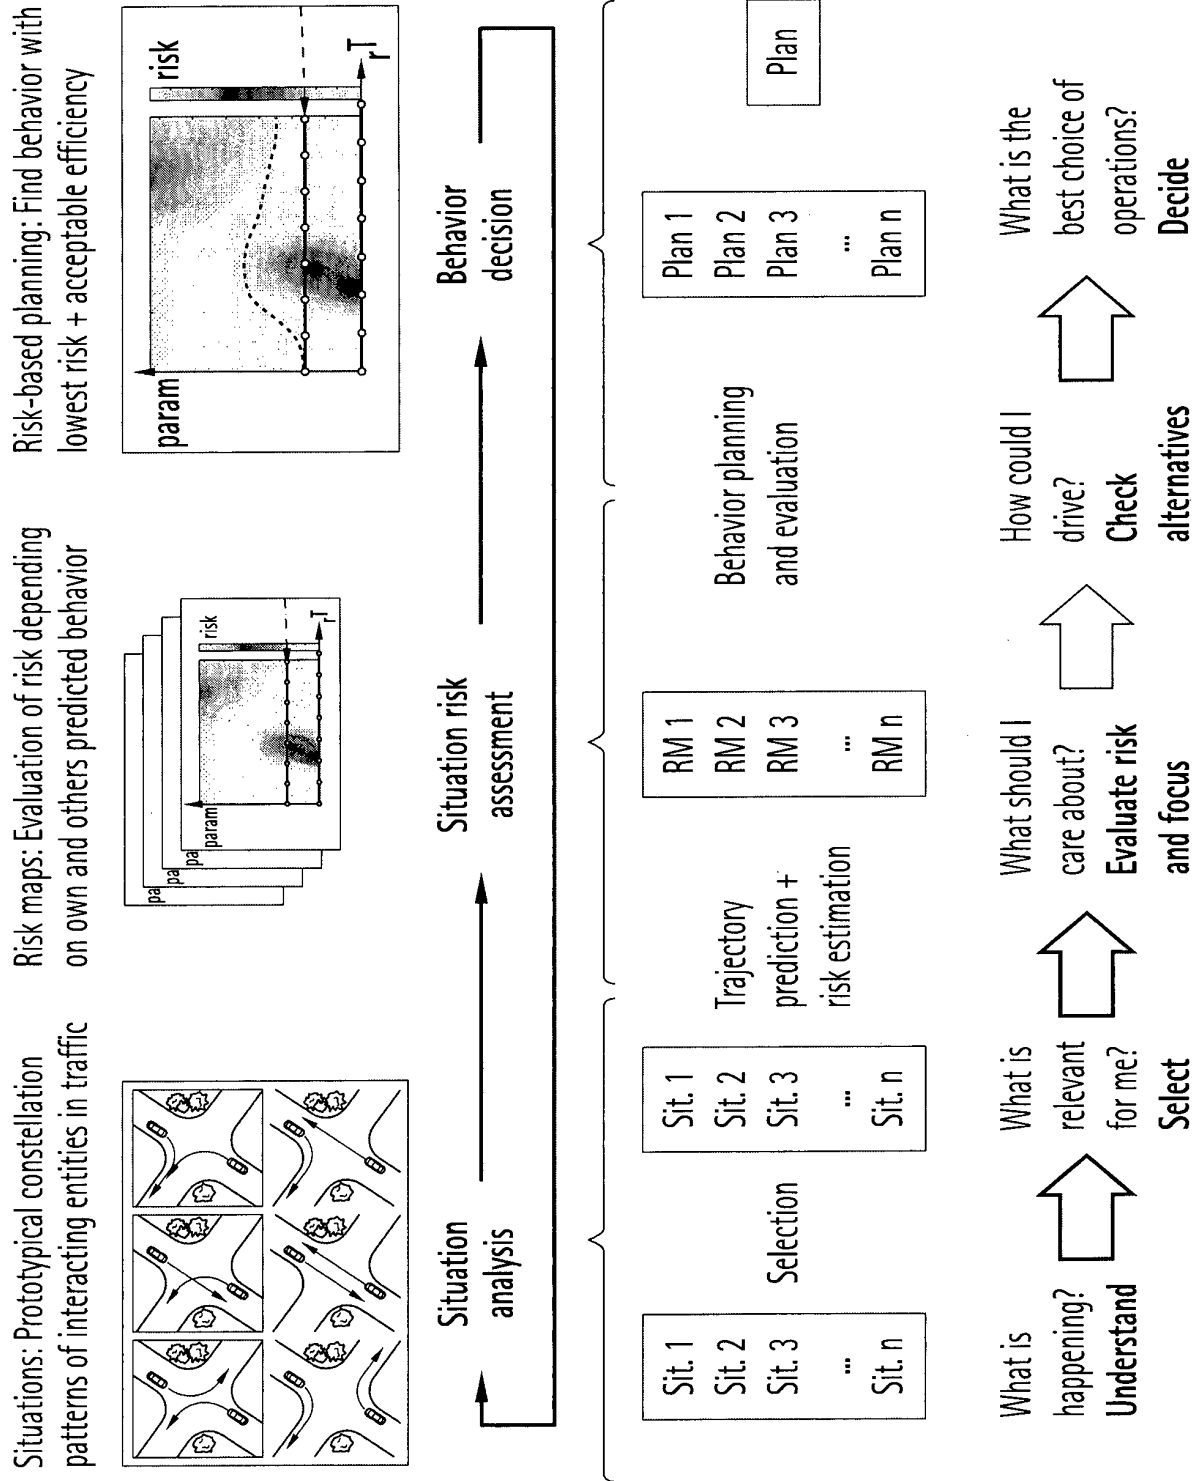 Situations: Prototypical constellation
patterns of interacting entities in traffic
Risk maps: Evaluation of risk depending
on own and others predicted behavior
Risk-based planning: Find behavior with
lowest risk + acceptable efficiency
pa
pa
pa
param
risk
rT
param
risk
rT
Situation
analysis
Situation risk
assessment
Behavior
decision
Sit. 1
Sit. 2
Sit. 3
...
Sit. n
Selection
Sit. 1
Sit. 2
Sit. 3
...
Sit. n
Trajectory
prediction +
risk estimation
RM 1
RM 2
RM 3
...
RM n
Behavior planning
and evaluation
Plan 1
Plan 2
Plan 3
...
Plan n
Plan
What is
happening?
Understand
What is
relevant
for me?
Select
What should I
care about?
Evaluate risk
and focus
How could I
drive?
Check
alternatives
What is the
best choice of
operations?
Decide